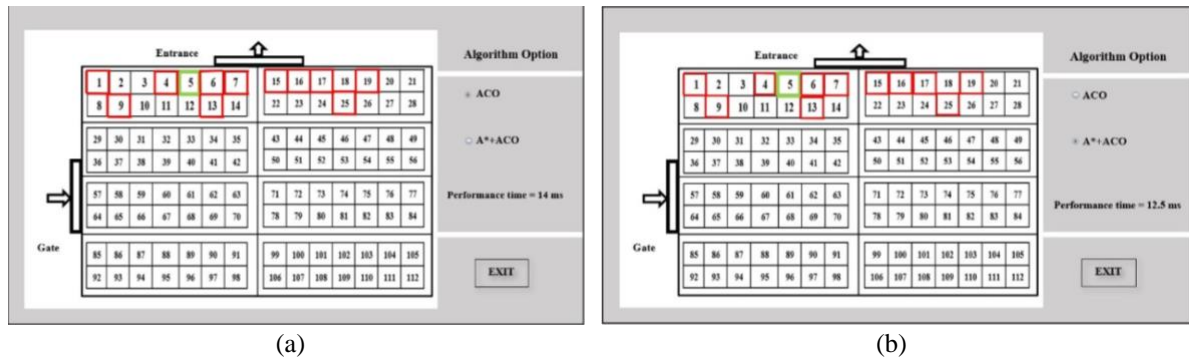 Entrance
1 2 3 4 5 6 7 15 16 17 18 19 20 21
8 9 10 11 12 13 14 22 23 24 25 26 27 28
29 30 31 32 33 34 35 43 44 45 46 47 48 49
36 37 38 39 40 41 42 50 51 52 53 54 55 56
57 58 59 60 61 62 63 71 72 73 74 75 76 77
64 65 66 67 68 69 70 78 79 80 81 82 83 84
Gate
85 86 87 88 89 90 91 99 100 101 102 103 104 105
92 93 94 95 96 97 98 106 107 108 109 110 111 112
Algorithm Option
ACO
A*+ACO
Performance time = 14 ms
EXIT
(a)
Entrance
1 2 3 4 5 6 7 15 16 17 18 19 20 21
8 9 10 11 12 13 14 22 23 24 25 26 27 28
29 30 31 32 33 34 35 43 44 45 46 47 48 49
36 37 38 39 40 41 42 50 51 52 53 54 55 56
57 58 59 60 61 62 63 71 72 73 74 75 76 77
64 65 66 67 68 69 70 78 79 80 81 82 83 84
Gate
85 86 87 88 89 90 91 99 100 101 102 103 104 105
92 93 94 95 96 97 98 106 107 108 109 110 111 112
Algorithm Option
ACO
A*+ACO
Performance time = 12.5 ms
EXIT
(b)